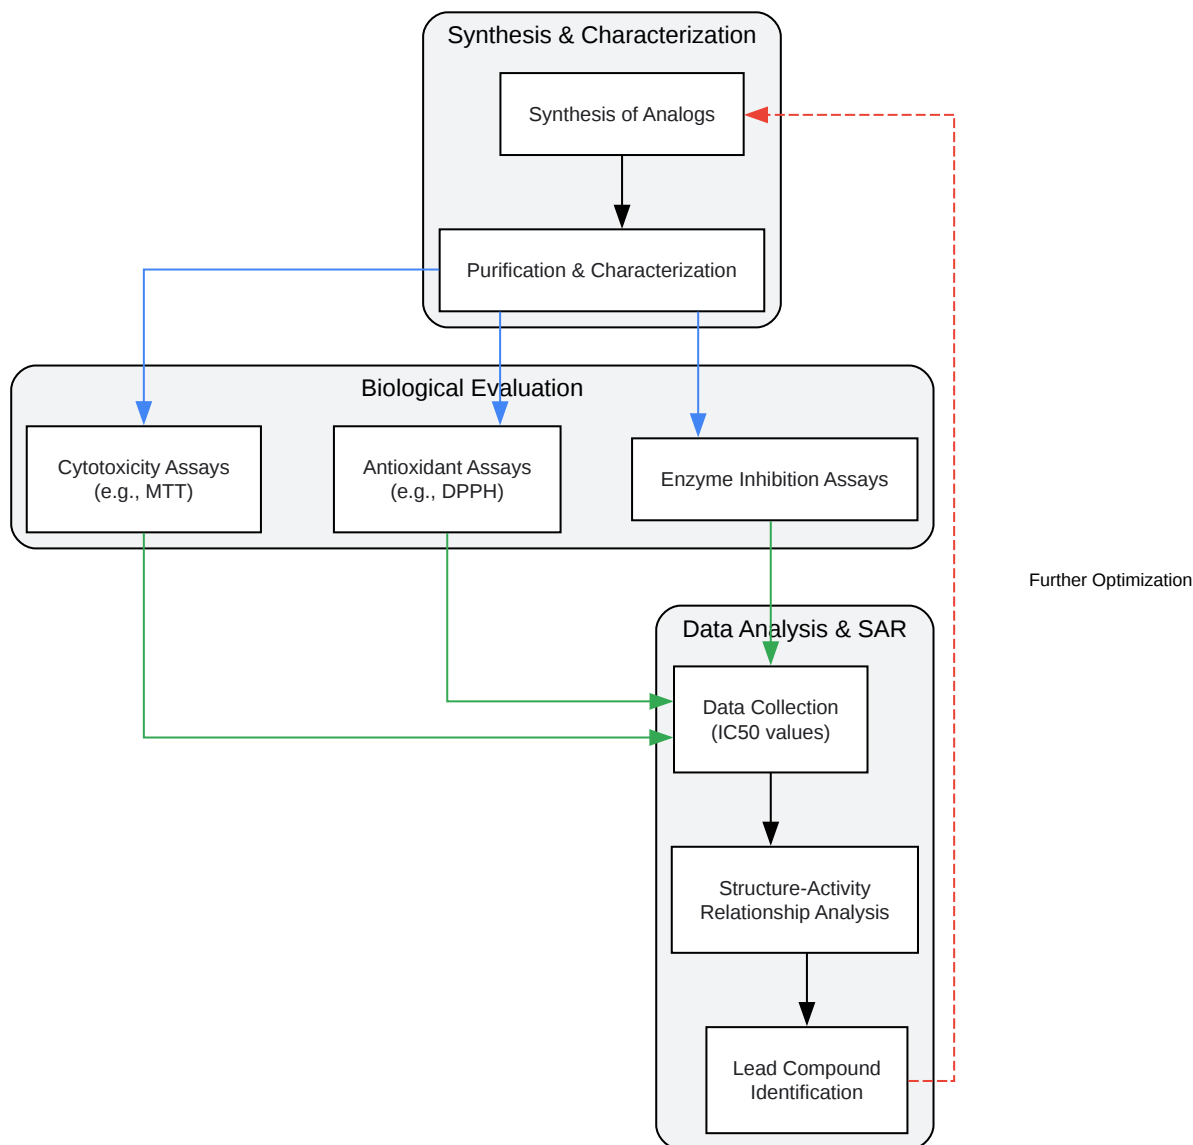 Synthesis & Characterization
Synthesis of Analogs
Purification & Characterization
Biological Evaluation
Cytotoxicity Assays
(e.g., MTT)
Antioxidant Assays
(e.g., DPPH)
Enzyme Inhibition Assays
Further Optimization
Data Analysis & SAR
Data Collection
(IC50 values)
Structure-Activity
Relationship Analysis
Lead Compound
Identification